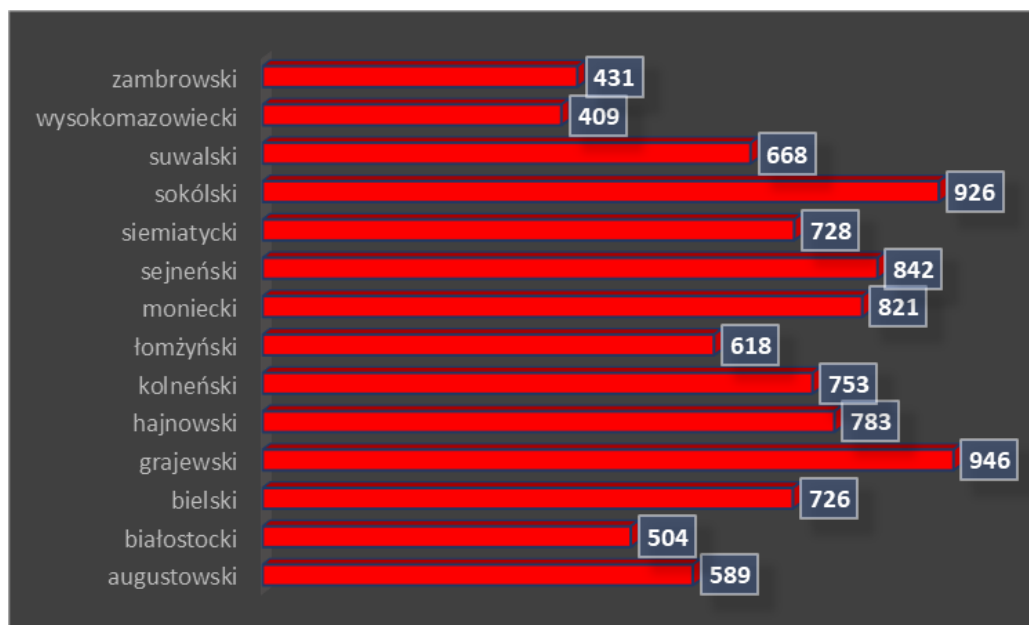 zambrowski 431
wysokomazowiecki 409
suwalski 668
sokólski 926
siemiatycki 728
sejneński 842
moniecki 821
łomżyński 618
kolneński 753
hajnowski 783
grajewski 946
bielski 726
białostocki 504
augustowski 589